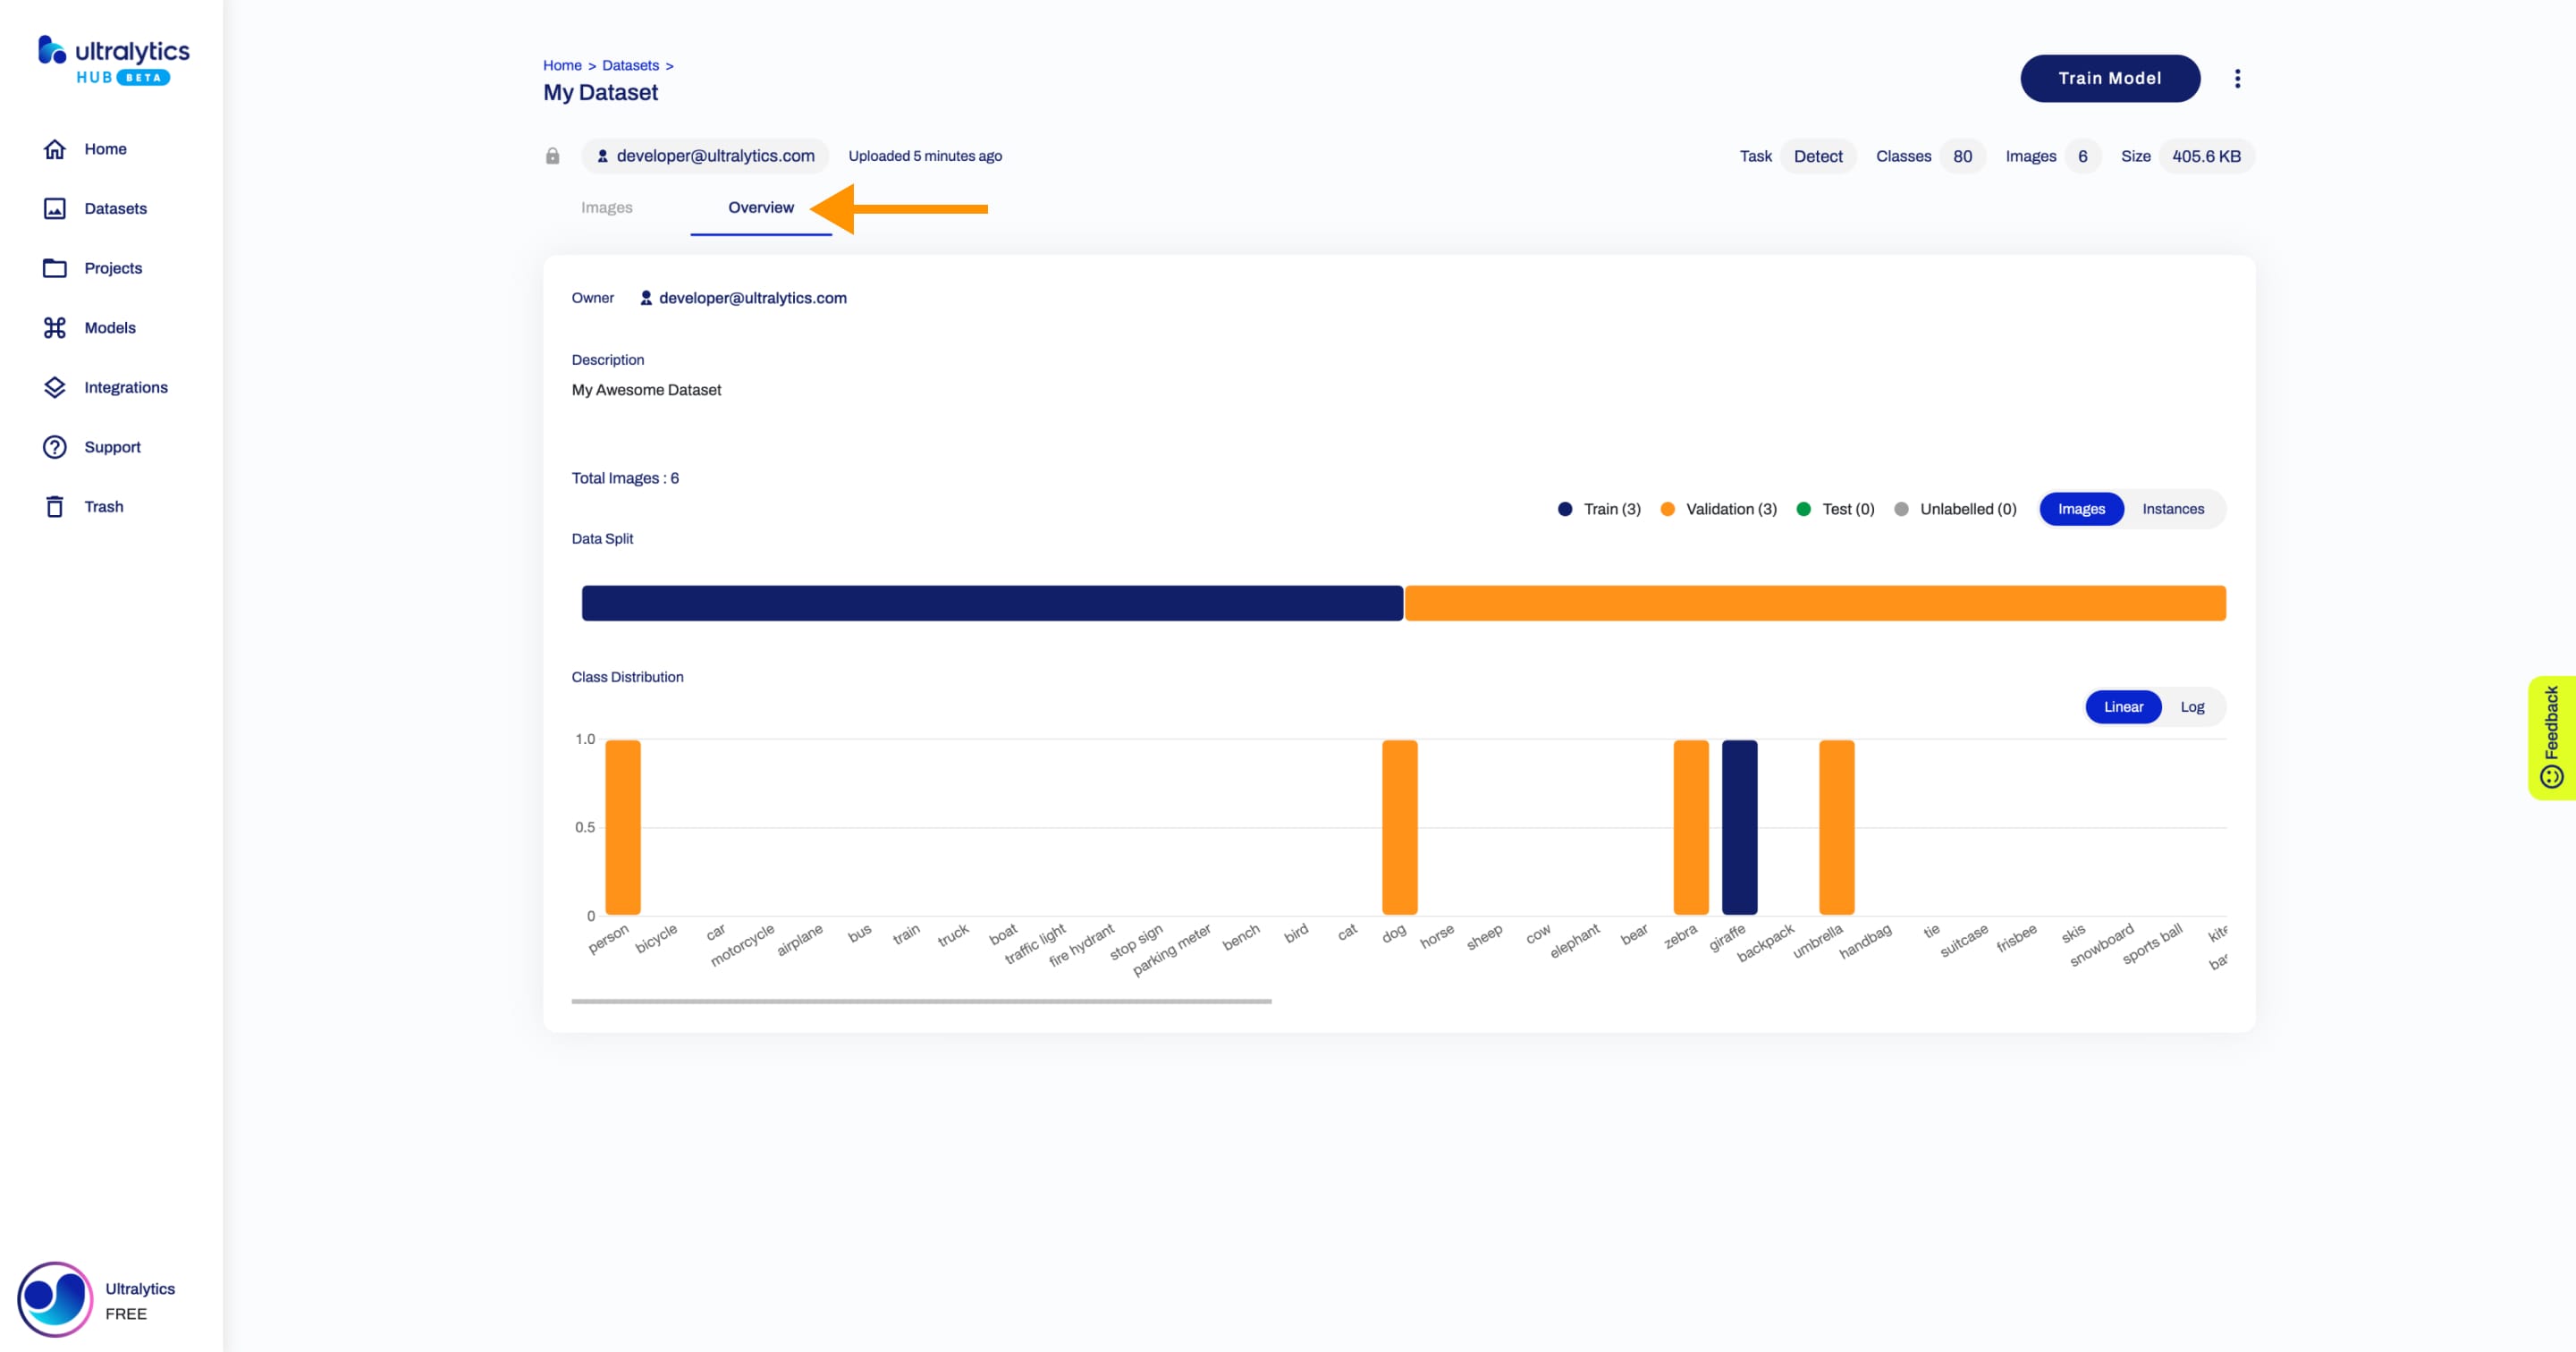 ultralytics
HUB BETA
Home
Datasets
Projects
Models
Integrations
Support
Trash
Ultralytics
FREE
Home > Datasets >
My Dataset
Train Model
developer@ultralytics.com Uploaded 5 minutes ago
Task Detect Classes 80 Images 6 Size 405.6 KB
Images Overview
Owner developer@ultralytics.com
Description
My Awesome Dataset
Total Images : 6
Train (3) Validation (3) Test (0) Unlabelled (0) Images Instances
Data Split
Class Distribution
Linear Log
1.0
0.5
0
person
bicycle
car
motorcycle
airplane
bus
train
truck
boat
traffic light
fire hydrant
stop sign
parking meter
bench
bird
cat
dog
horse
sheep
cow
elephant
bear
zebra
giraffe
backpack
umbrella
handbag
tie
suitcase
frisbee
skis
snowboard
sports ball
kite
Feedback